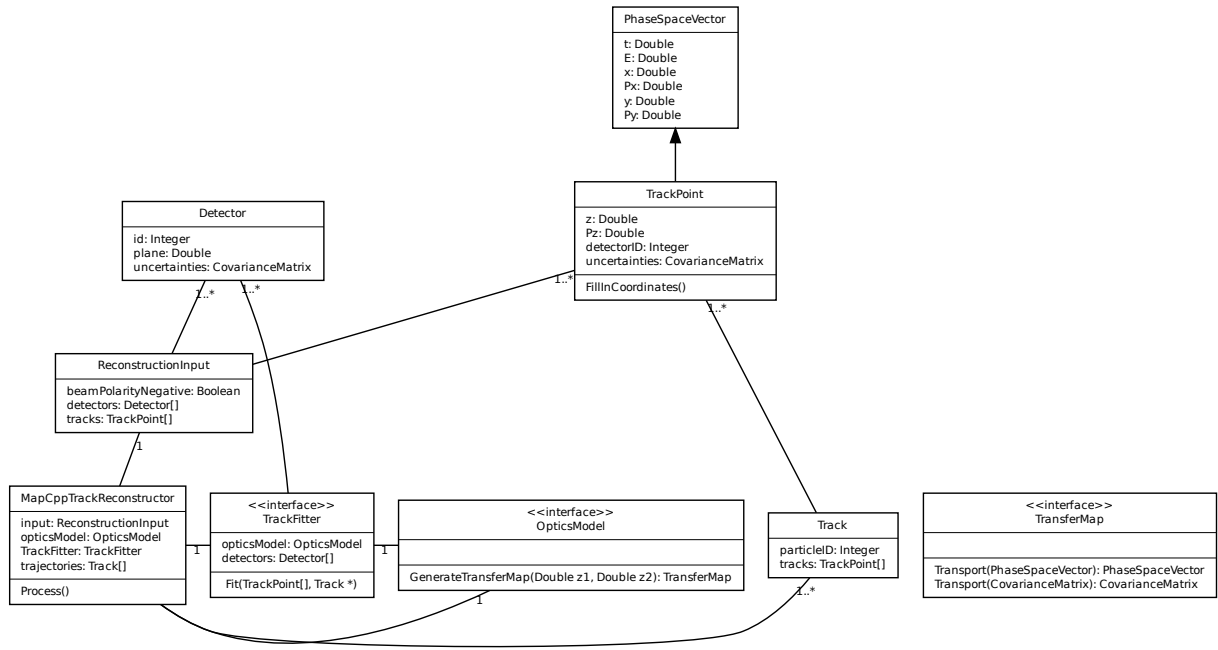 PhaseSpaceVector
t: Double
E: Double
x: Double
Px: Double
y: Double
Py: Double
TrackPoint
z: Double
Pz: Double
detectorID: Integer
uncertainties: CovarianceMatrix
FillInCoordinates()
Detector
id: Integer
plane: Double
uncertainties: CovarianceMatrix
1..*
1..*
1..*
1..*
ReconstructionInput
beamPolarityNegative: Boolean
detectors: Detector[]
tracks: TrackPoint[]
1
MapCppTrackReconstructor
input: ReconstructionInput
opticsModel: OpticsModel
TrackFitter: TrackFitter
trajectories: Track[]
Process()
1
<<interface>>
TrackFitter
opticsModel: OpticsModel
detectors: Detector[]
Fit(TrackPoint[], Track *)
1
<<interface>>
OpticsModel
GenerateTransferMap(Double z1, Double z2): TransferMap
1
Track
particleID: Integer
tracks: TrackPoint[]
1..*
<<interface>>
TransferMap
Transport(PhaseSpaceVector): PhaseSpaceVector
Transport(CovarianceMatrix): CovarianceMatrix